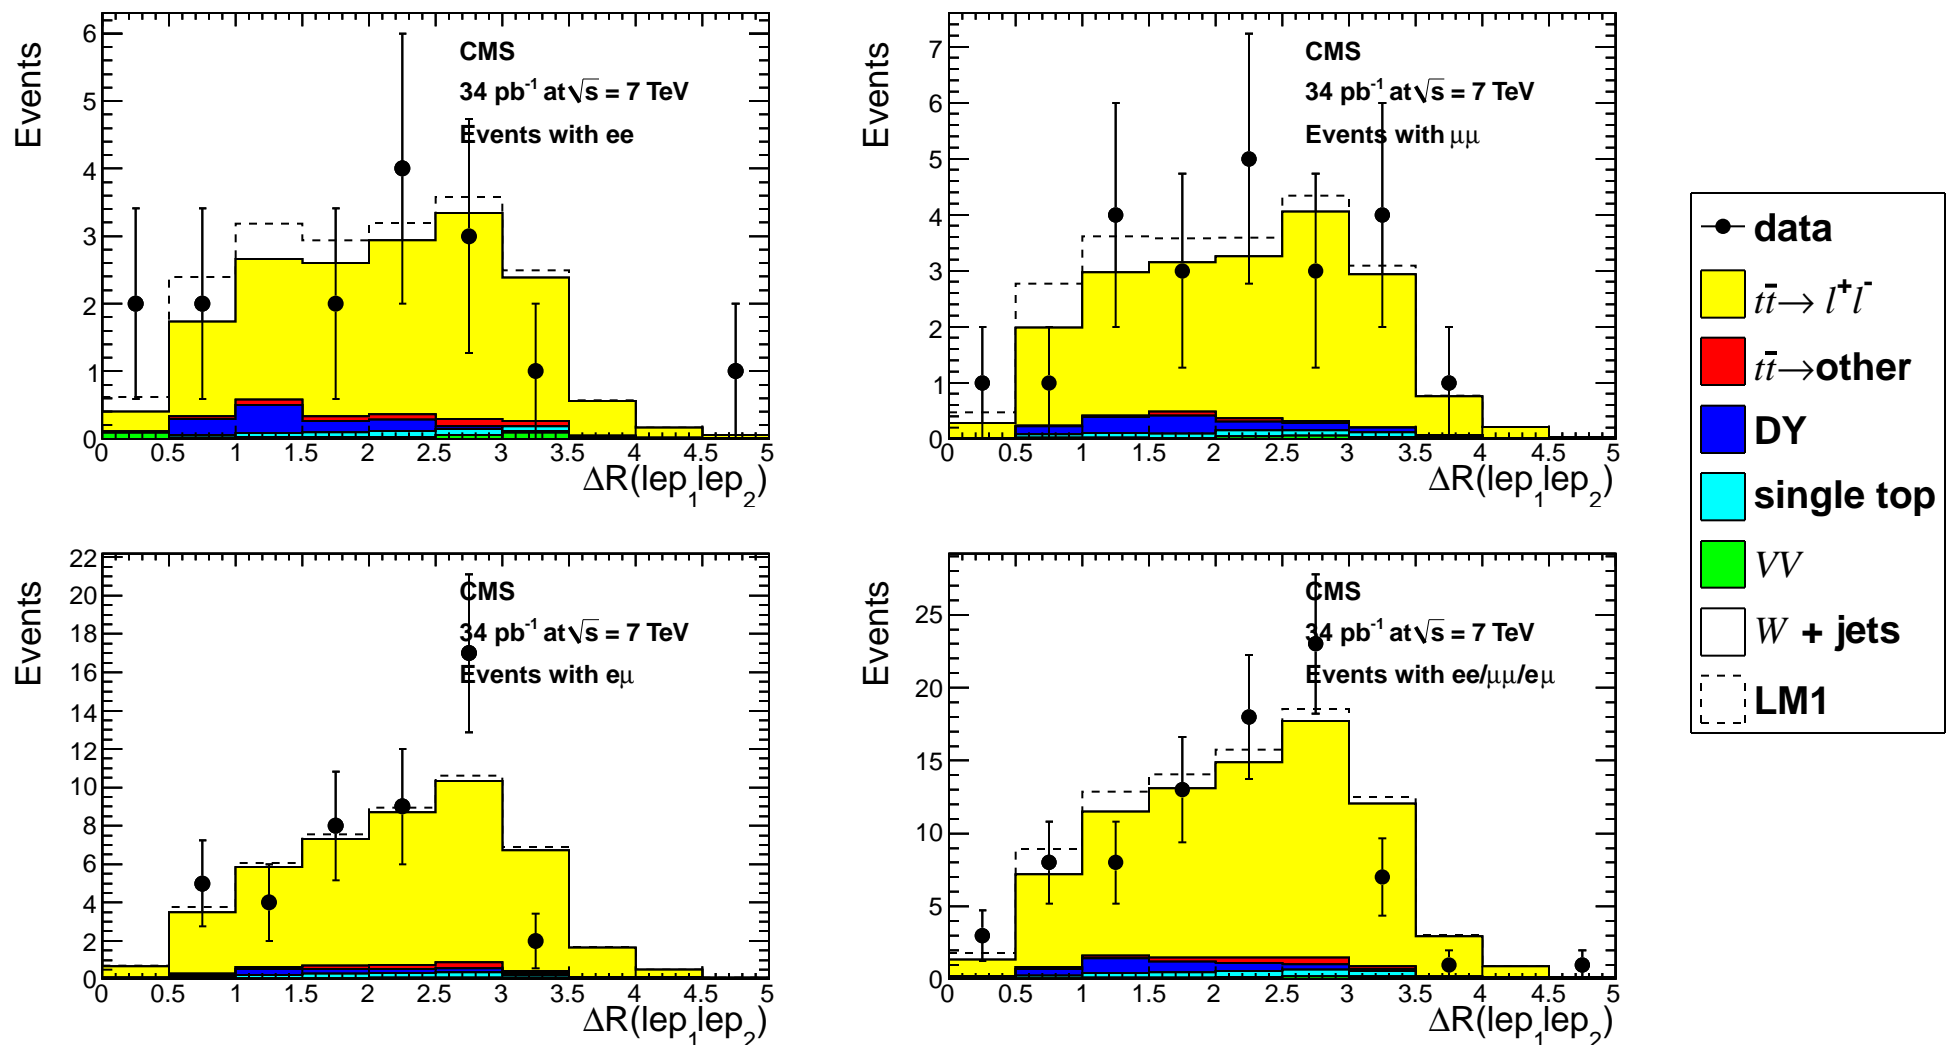 Events
6
5
4
3
2
1
0
CMS
34 pb⁻¹ at √s = 7 TeV
Events with ee
0 0.5 1 1.5 2 2.5 3 3.5 4 4.5 5
ΔR(lep₁lep₂)
Events
7
6
5
4
3
2
1
0
CMS
34 pb⁻¹ at √s = 7 TeV
Events with μμ
0 0.5 1 1.5 2 2.5 3 3.5 4 4.5 5
ΔR(lep₁lep₂)
data
tt̄→ l⁺l⁻
tt̄→other
DY
single top
VV
W + jets
LM1
Events
22
20
18
16
14
12
10
8
6
4
2
0
CMS
34 pb⁻¹ at √s = 7 TeV
Events with eμ
0 0.5 1 1.5 2 2.5 3 3.5 4 4.5 5
ΔR(lep₁lep₂)
Events
25
20
15
10
5
0
CMS
34 pb⁻¹ at √s = 7 TeV
Events with ee/μμ/eμ
0 0.5 1 1.5 2 2.5 3 3.5 4 4.5 5
ΔR(lep₁lep₂)